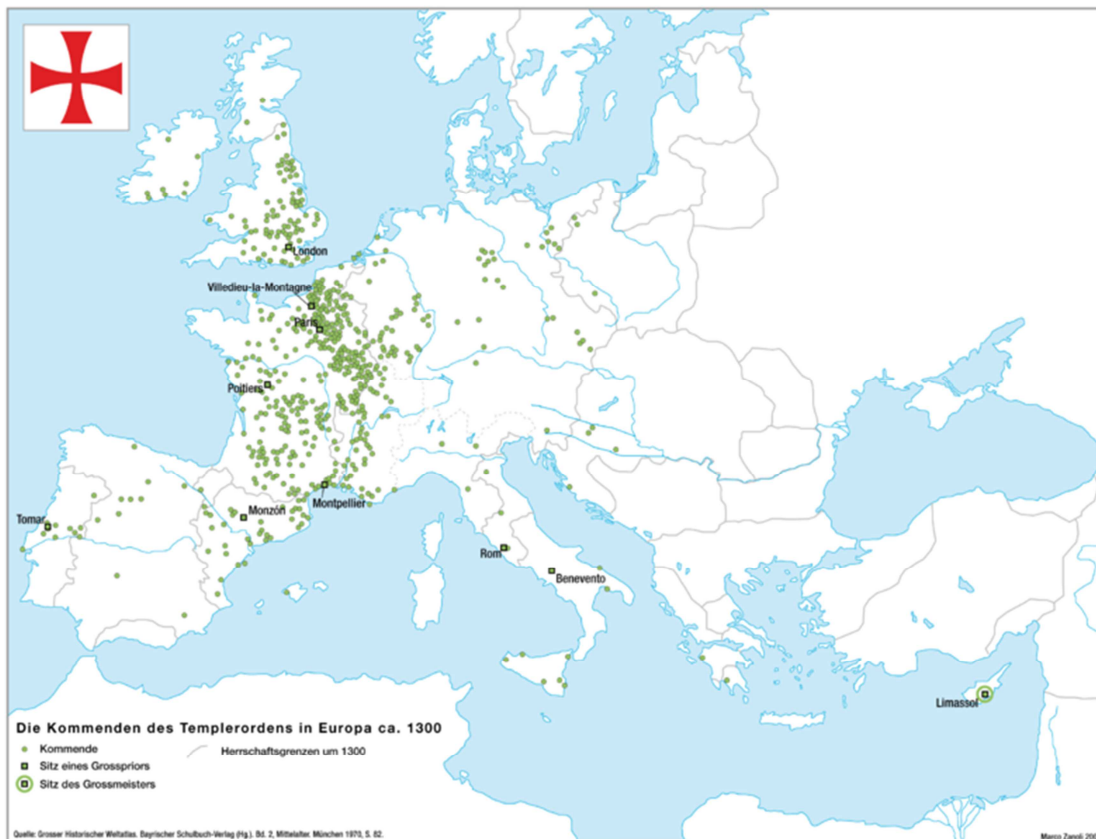 London
Villedieu-la-Montagne
Paris
Poitiers
Montpellier
Monzón
Tomar
Rom
Benevento
Limassol
Die Kommenden des Templerordens in Europa ca. 1300
Kommende
Herrschaftsgrenzen um 1300
Sitz eines Grosspriors
Sitz des Grossmeisters
Quelle: Grosser Historischer Weltatlas. Bayrischer Schulbuch-Verlag (Hg.). Bd. 2, Mittelalter. München 1970, S. 82.
Marco Zanoli